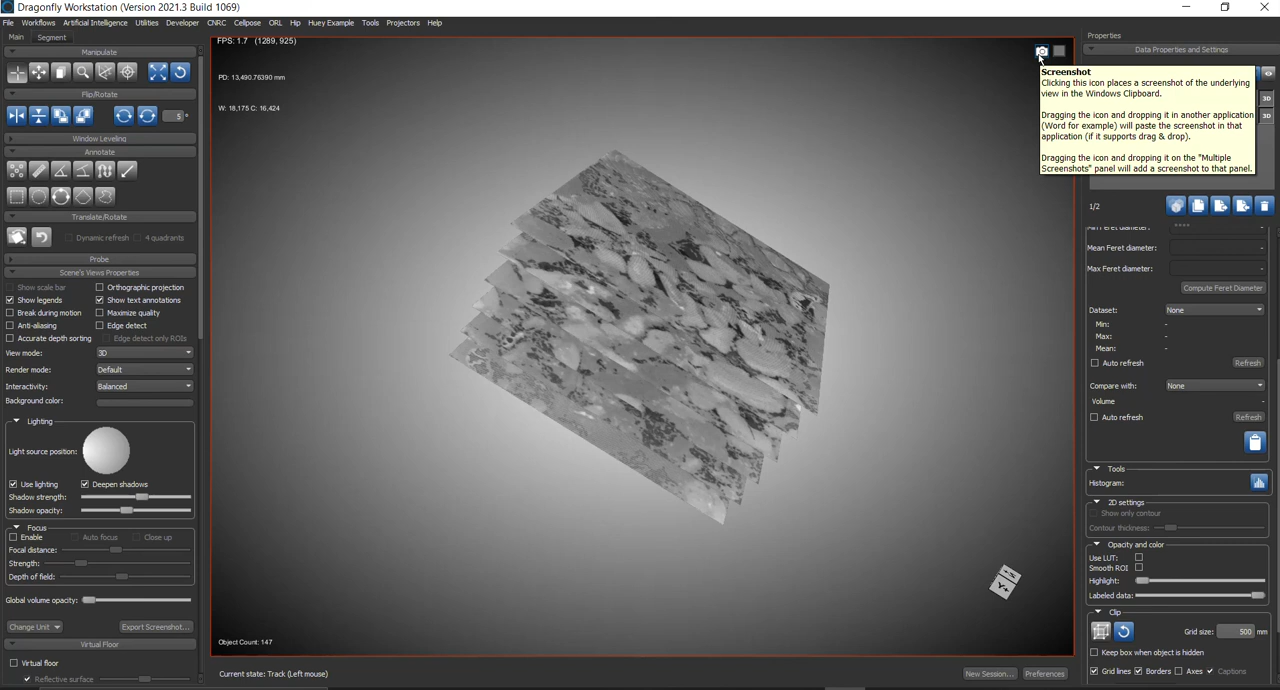 Dragonfly Workstation (Version 2021.3 Build 1069)
File Workflows Artificial Intelligence Utilities Developer CNRC Cellpose ORL Hip Huey Example Tools Projectors Help
Main Segment
Manipulate
Flip/Rotate
5 °
Window Leveling
Annotate
Translate/Rotate
Dynamic refresh 4 quadrants
Probe
Scene's Views Properties
Show scale bar Orthographic projection
Show legends Show text annotations
Break during motion Maximize quality
Anti-aliasing Edge detect
Accurate depth sorting Edge detect only ROIs
View mode: 3D
Render mode: Default
Interactivity: Balanced
Background color:
Lighting
Light source position:
Use lighting Deepen shadows
Shadow strength:
Shadow opacity:
Focus
Enable Auto focus Close up
Focal distance:
Strength:
Depth of field:
Global volume opacity:
Change Unit Export Screenshot...
Virtual Floor
Virtual floor
Reflective surface
FPS: 1.7 (1289, 925)
PD: 13,490.76390 mm
W: 18,175 C: 16,424
Y+
Object Count: 147
Current state: Track (Left mouse)
New Session... Preferences
Screenshot
Clicking this icon places a screenshot of the underlying
view in the Windows Clipboard.
Dragging the icon and dropping it in another application
(Word for example) will paste the screenshot in that
application (if it supports drag & drop).
Dragging the icon and dropping it on the "Multiple
Screenshots" panel will add a screenshot to that panel.
Properties
Data Properties and Settings
3D
3D
1/2
Min Feret diameter:
Mean Feret diameter: -
Max Feret diameter: -
Compute Feret Diameter
Dataset: None
Min: -
Max: -
Mean: -
Auto refresh Refresh
Compare with: None
Volume -
Auto refresh Refresh
Tools
Histogram:
2D settings
Show only contour
Contour thickness:
Opacity and color
Use LUT:
Smooth ROI
Highlight:
Labeled data:
Clip
Grid size: 500 mm
Keep box when object is hidden
Grid lines Borders Axes Captions